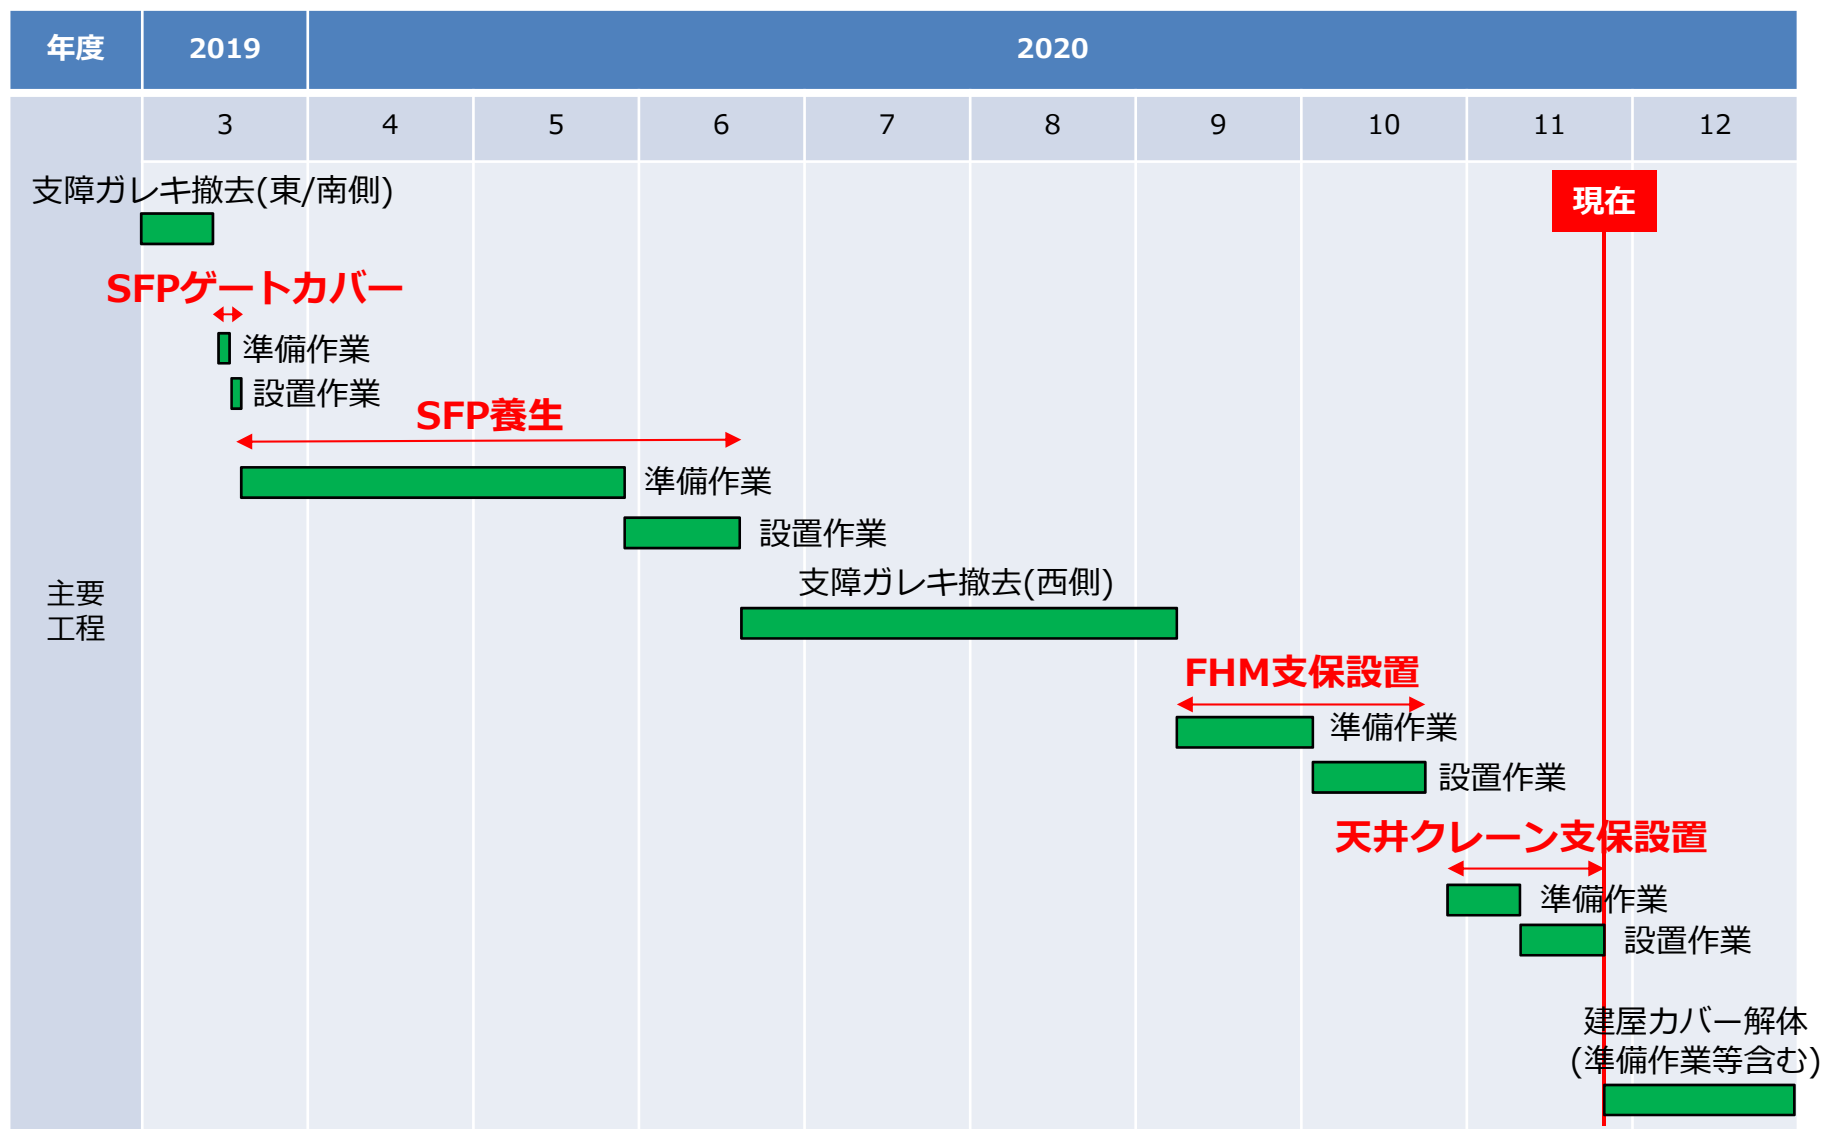 年度 2019 2020
3 4 5 6 7 8 9 10 11 12
主要
工程
支障ガレキ撤去(東/南側)
現在
SFPゲートカバー
準備作業
設置作業
SFP養生
準備作業
設置作業
支障ガレキ撤去(西側)
FHM支保設置
準備作業
設置作業
天井クレーン支保設置
準備作業
設置作業
建屋カバー解体
(準備作業等含む)